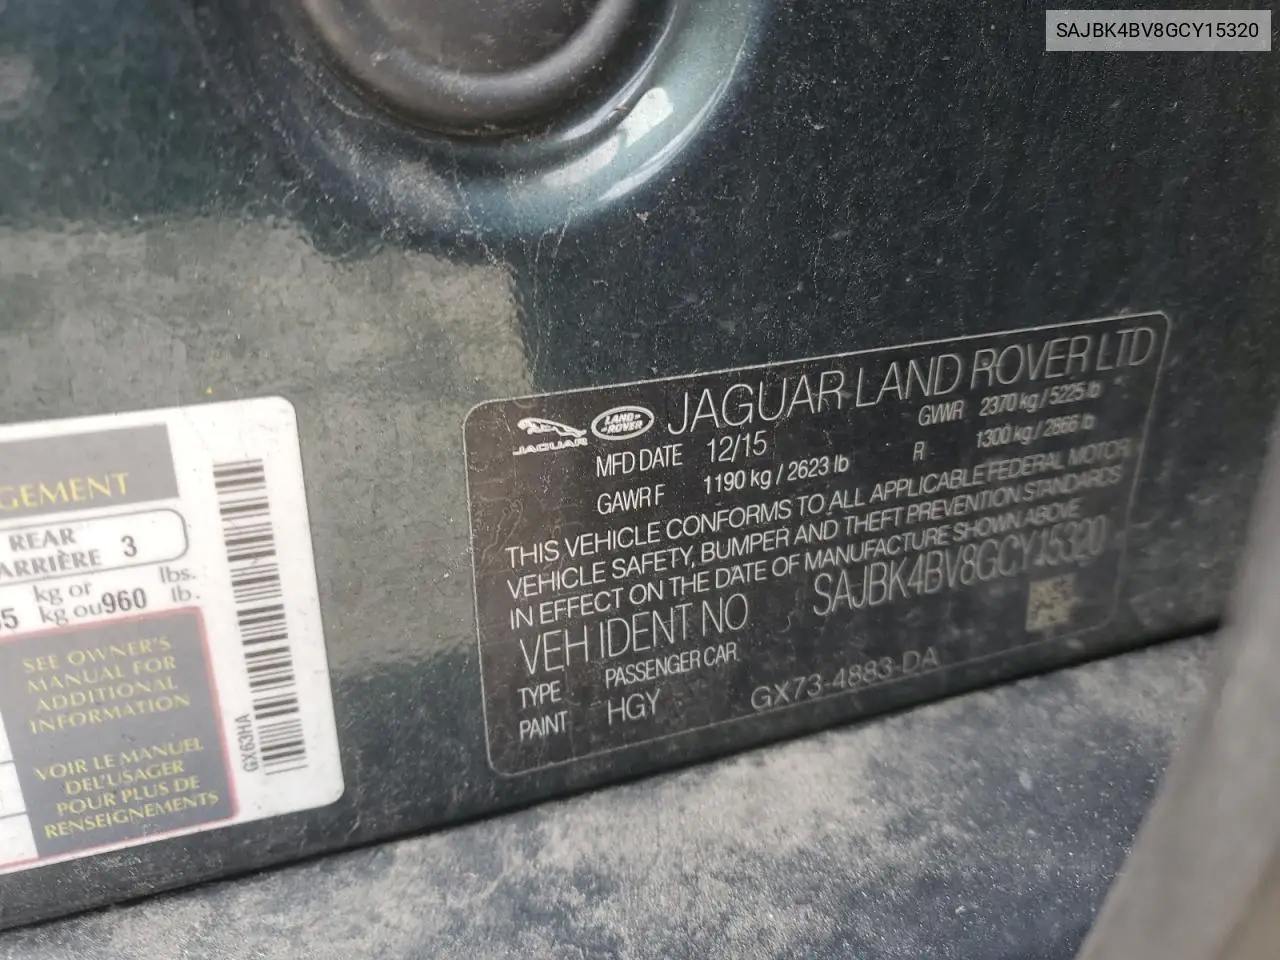 SAJBK4BV8GCY15320
GEMENT
REAR
ARRIÈRE 3
kg or lbs.
5 kg ou 960 lb.
SEE OWNER'S
MANUAL FOR
ADDITIONAL
INFORMATION
VOIR LE MANUEL
DEL'USAGER
POUR PLUS DE
RENSEIGNEMENTS
GX63HA
JAGUAR LAND-ROVER JAGUAR LAND ROVER LTD
MFD DATE 12/15 GVWR 2370 kg / 5225 lb
GAWR F 1190 kg / 2623 lb R 1300 kg / 2866 lb
THIS VEHICLE CONFORMS TO ALL APPLICABLE FEDERAL MOTOR
VEHICLE SAFETY, BUMPER AND THEFT PREVENTION STANDARDS
IN EFFECT ON THE DATE OF MANUFACTURE SHOWN ABOVE
VEH IDENT NO SAJBK4BV8GCY15320
TYPE PASSENGER CAR
PAINT HGY GX73-4883-DA